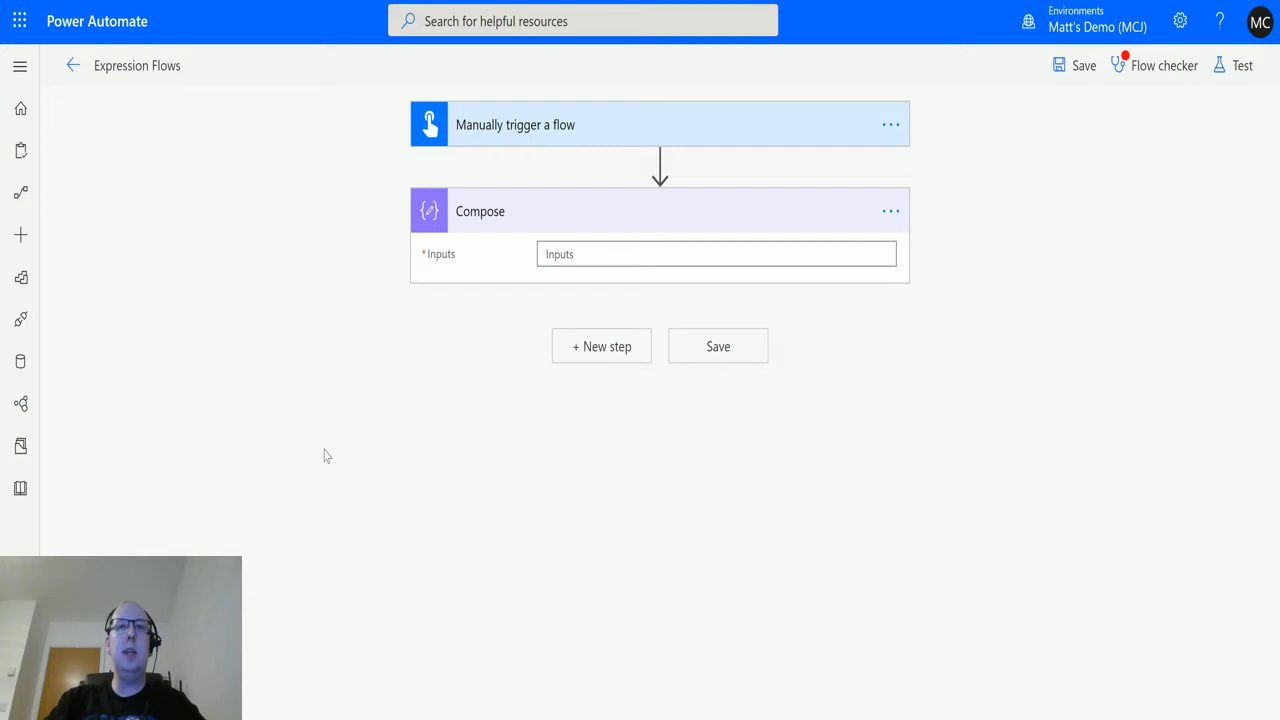 Power Automate
Search for helpful resources
Environments
Matt's Demo (MCJ)
MC
Expression Flows
Save
Flow checker
Test
Manually trigger a flow
Compose
* Inputs
Inputs
+ New step
Save